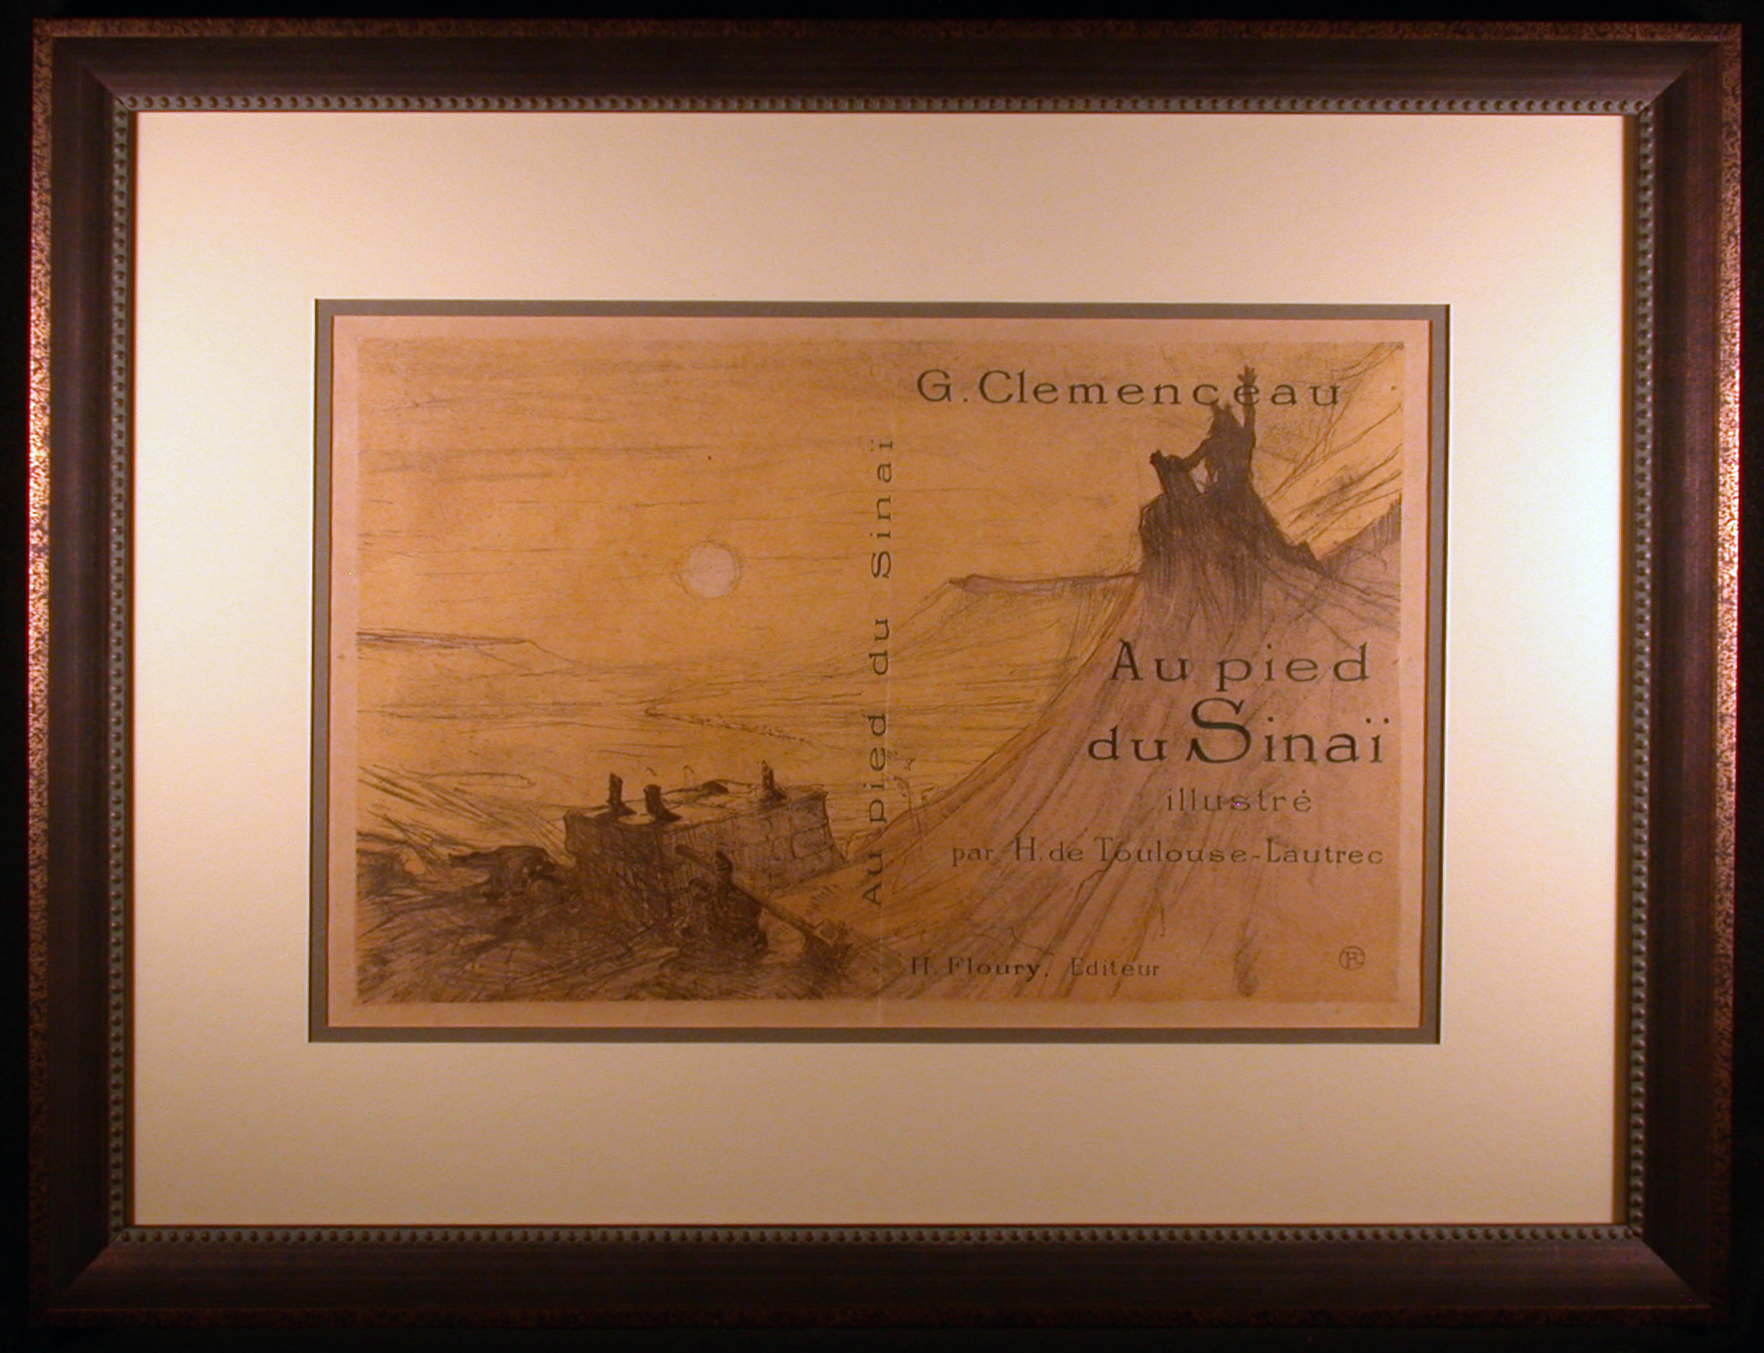 G. Clemenceau
Au pied du Sinaï
Au pied
du Sinaï
illustré
par H. de Toulouse-Lautrec
H. Floury, Editeur